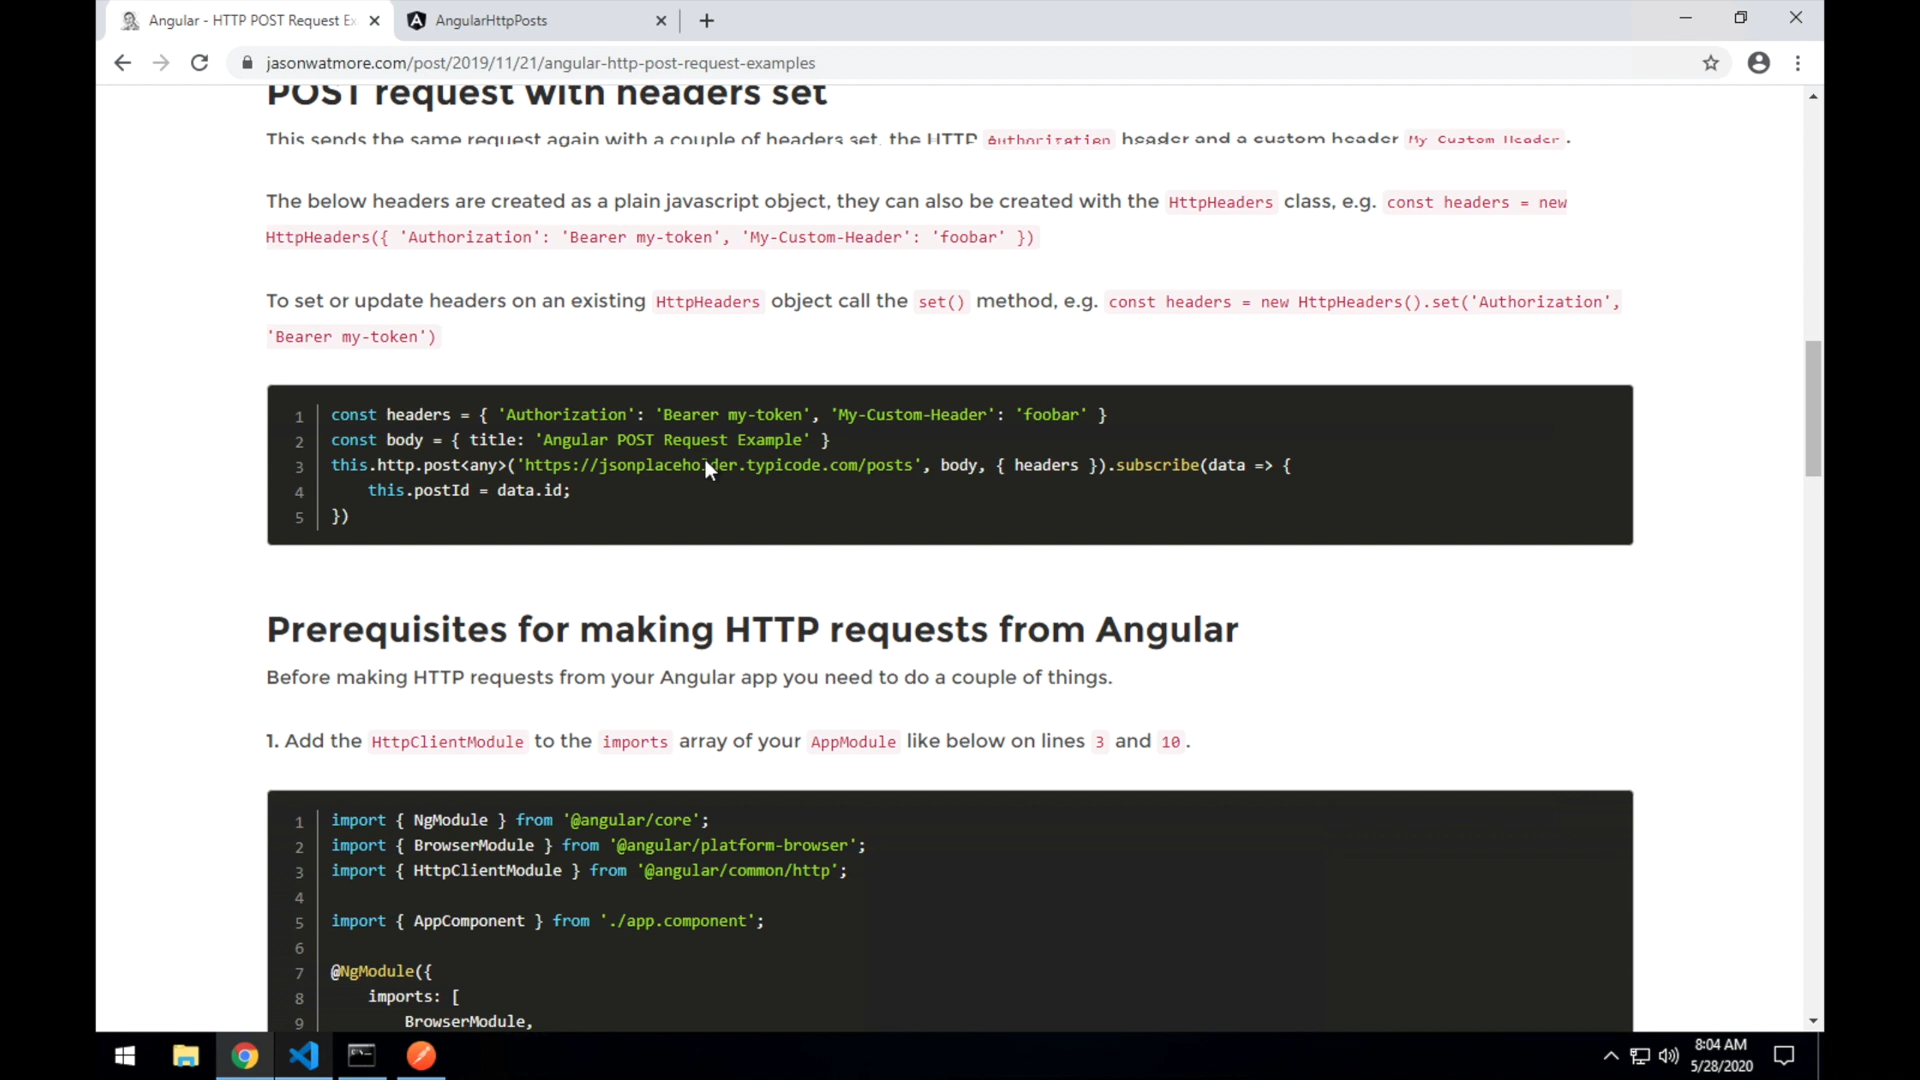 Angular - HTTP POST Request Ex
AngularHttpPosts
jasonwatmore.com/post/2019/11/21/angular-http-post-request-examples
POST request with headers set
This sends the same request again with a couple of headers set, the HTTP Authorization header and a custom header My-Custom-Header.
The below headers are created as a plain javascript object, they can also be created with the HttpHeaders class, e.g. const headers = new
HttpHeaders({ 'Authorization': 'Bearer my-token', 'My-Custom-Header': 'foobar' })
To set or update headers on an existing HttpHeaders object call the set() method, e.g. const headers = new HttpHeaders().set('Authorization',
'Bearer my-token')
1 const headers = { 'Authorization': 'Bearer my-token', 'My-Custom-Header': 'foobar' }
2 const body = { title: 'Angular POST Request Example' }
3 this.http.post<any>('https://jsonplaceholder.typicode.com/posts', body, { headers }).subscribe(data => {
4 this.postId = data.id;
5 })
Prerequisites for making HTTP requests from Angular
Before making HTTP requests from your Angular app you need to do a couple of things.
1. Add the HttpClientModule to the imports array of your AppModule like below on lines 3 and 10.
1 import { NgModule } from '@angular/core';
2 import { BrowserModule } from '@angular/platform-browser';
3 import { HttpClientModule } from '@angular/common/http';
4
5 import { AppComponent } from './app.component';
6
7 @NgModule({
8 imports: [
9 BrowserModule,
8:04 AM
5/28/2020